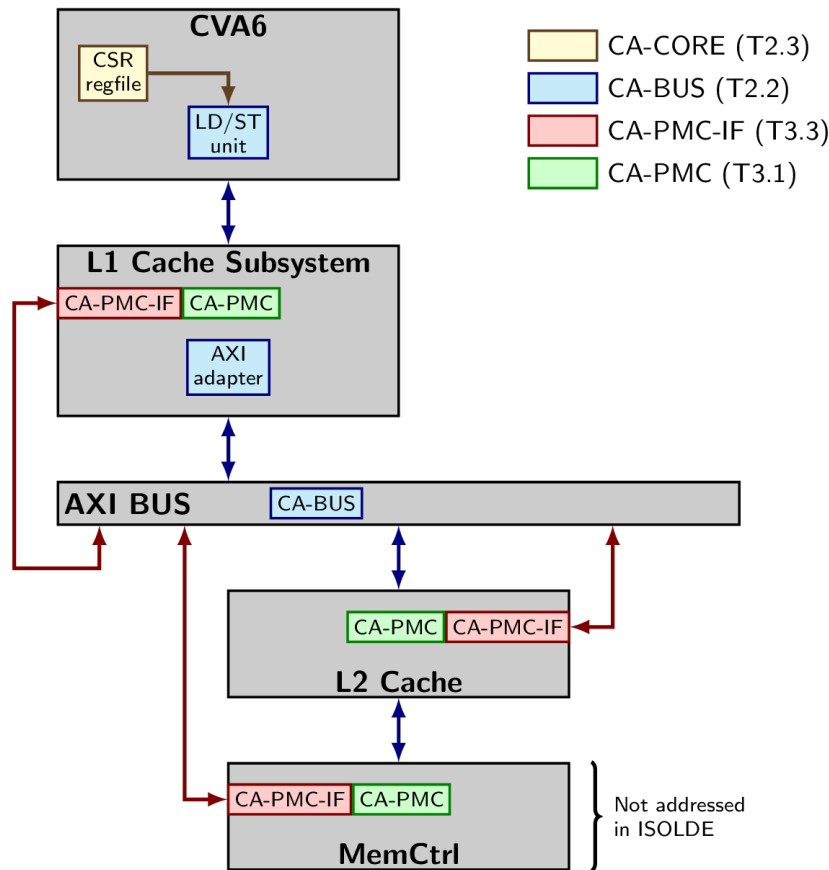 CVA6
CSR
regfile
LD/ST
unit
CA-CORE (T2.3)
CA-BUS (T2.2)
CA-PMC-IF (T3.3)
CA-PMC (T3.1)
L1 Cache Subsystem
CA-PMC-IF CA-PMC
AXI
adapter
AXI BUS CA-BUS
CA-PMC CA-PMC-IF
L2 Cache
CA-PMC-IF CA-PMC
MemCtrl
Not addressed
in ISOLDE